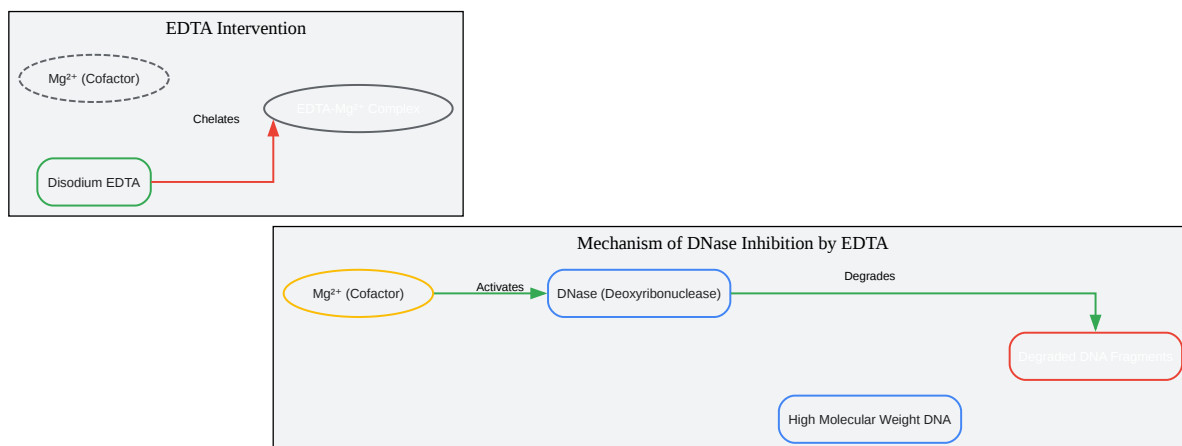 EDTA Intervention
Mg²⁺ (Cofactor)
EDTA-Mg²⁺ Complex
Chelates
Disodium EDTA
Mechanism of DNase Inhibition by EDTA
Mg²⁺ (Cofactor)
Activates
DNase (Deoxyribonuclease)
Degrades
Degraded DNA Fragments
High Molecular Weight DNA